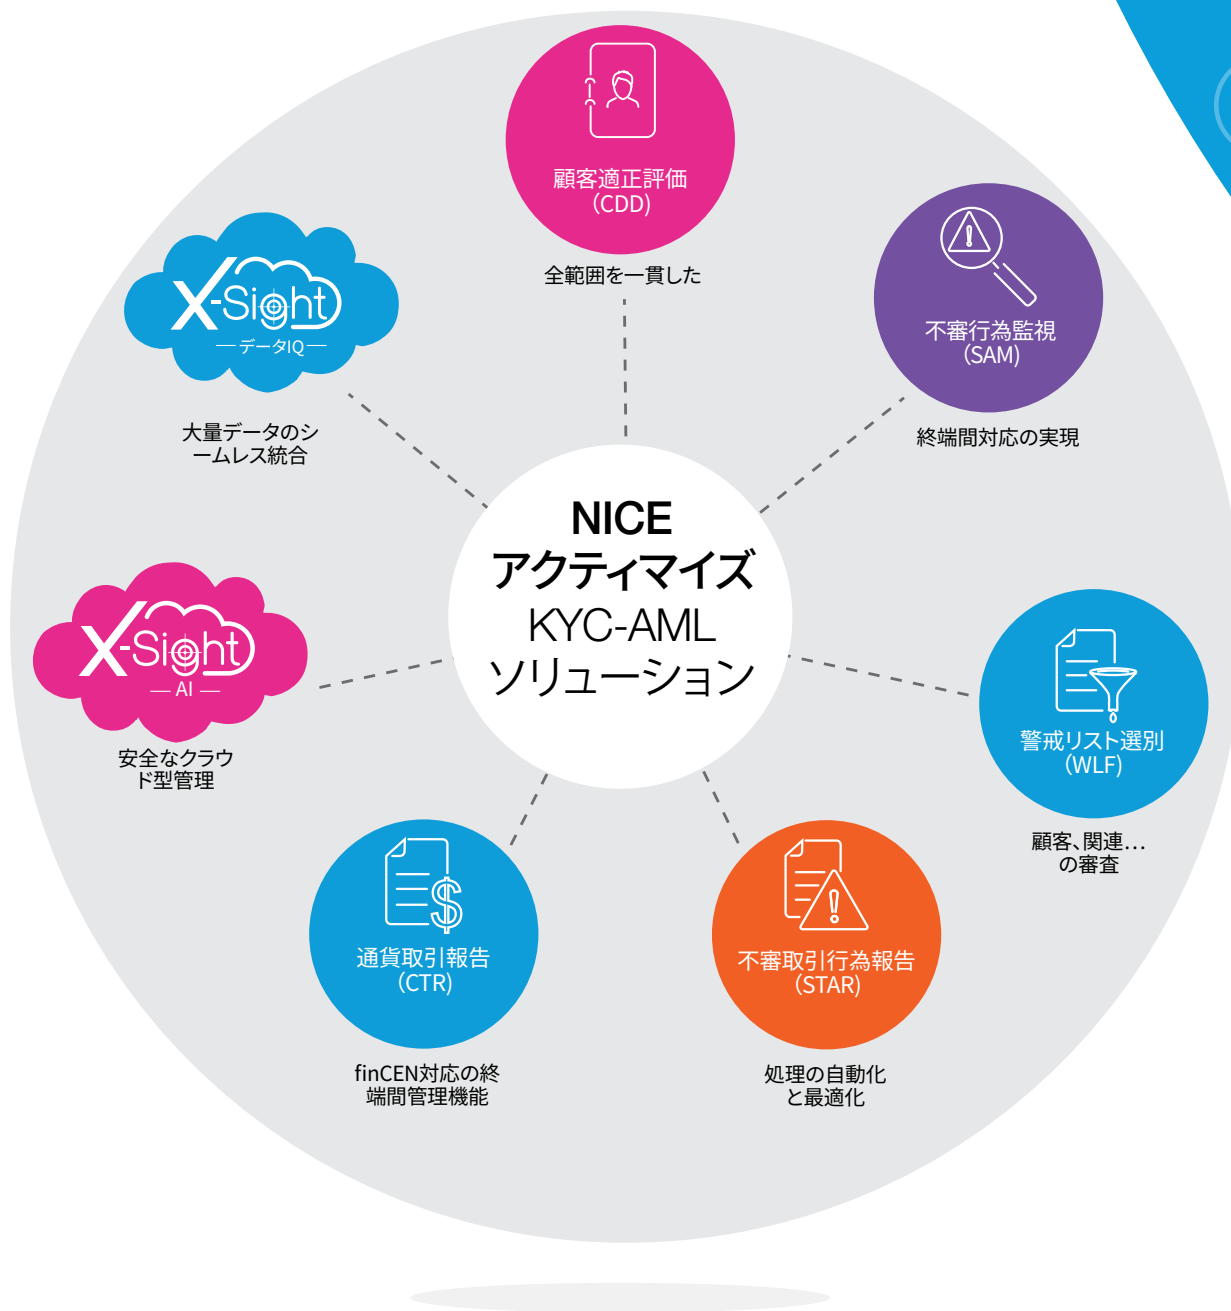 顧客適正評価
(CDD)
全範囲を一貫した
不審行為監視
(SAM)
終端間対応の実現
X-Sight
データIQ
大量データのシ
ームレス統合
NICE
アクティマイズ
KYC-AML
ソリューション
X-Sight
AI
安全なクラウ
ド型管理
警戒リスト選別
(WLF)
顧客、関連…
の審査
通貨取引報告
(CTR)
finCEN対応の終
端間管理機能
不審取引行為報告
(STAR)
処理の自動化
と最適化